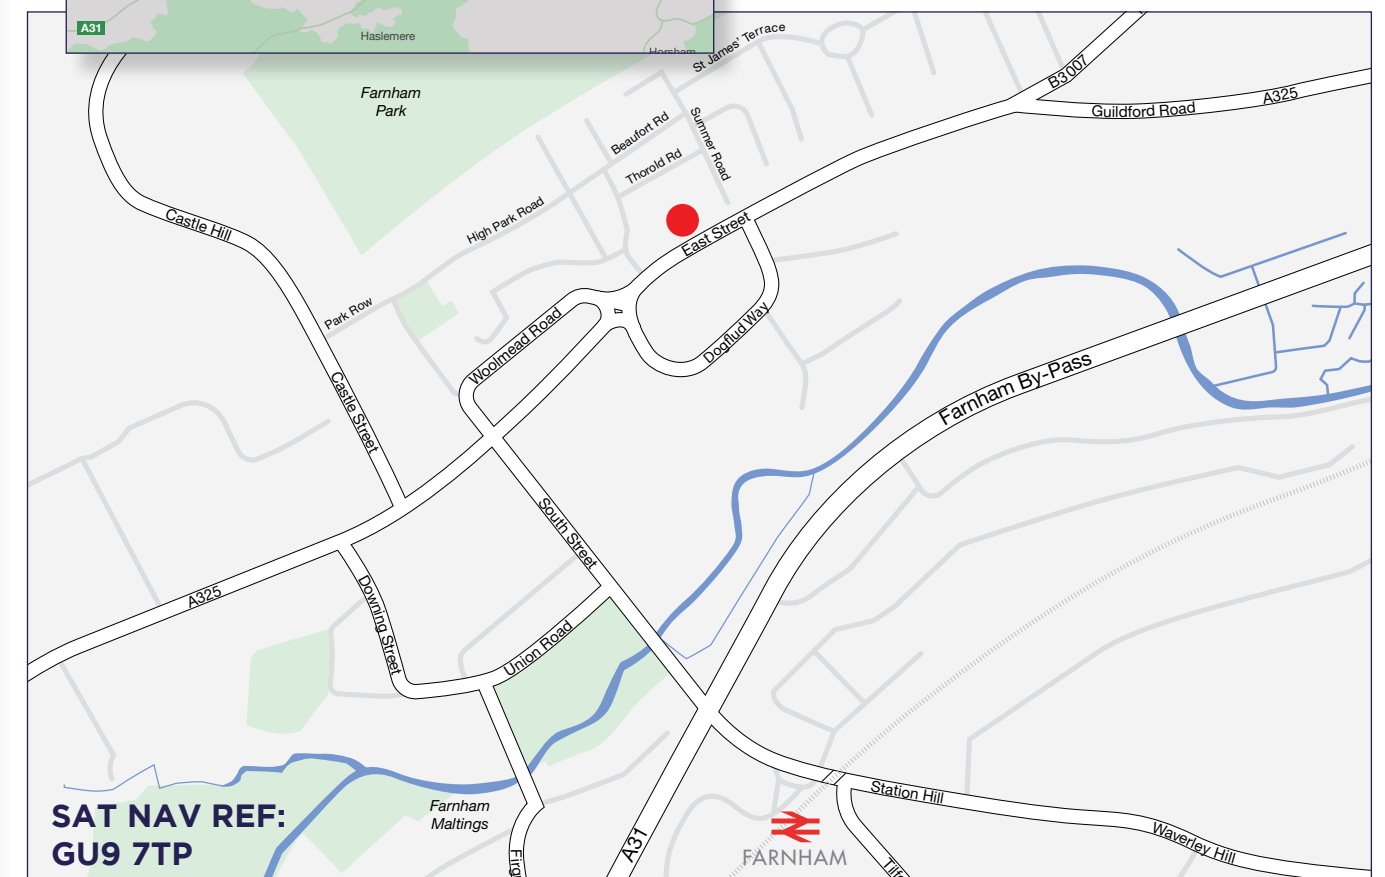 A31
Haslemere
Horsham
St James' Terrace
B3007
Farnham
Park
A325
Guildford Road
Summer Road
Beaufort Rd
Thorold Rd
High Park Road
Castle Hill
East Street
Park Row
Woolmead Road
Dogflud Way
Farnham By-Pass
Castle Street
South Street
A325
Downing Street
Union Road
SAT NAV REF:
GU9 7TP
Farnham
Maltings
Station Hill
Waverley Hill
A31
FARNHAM